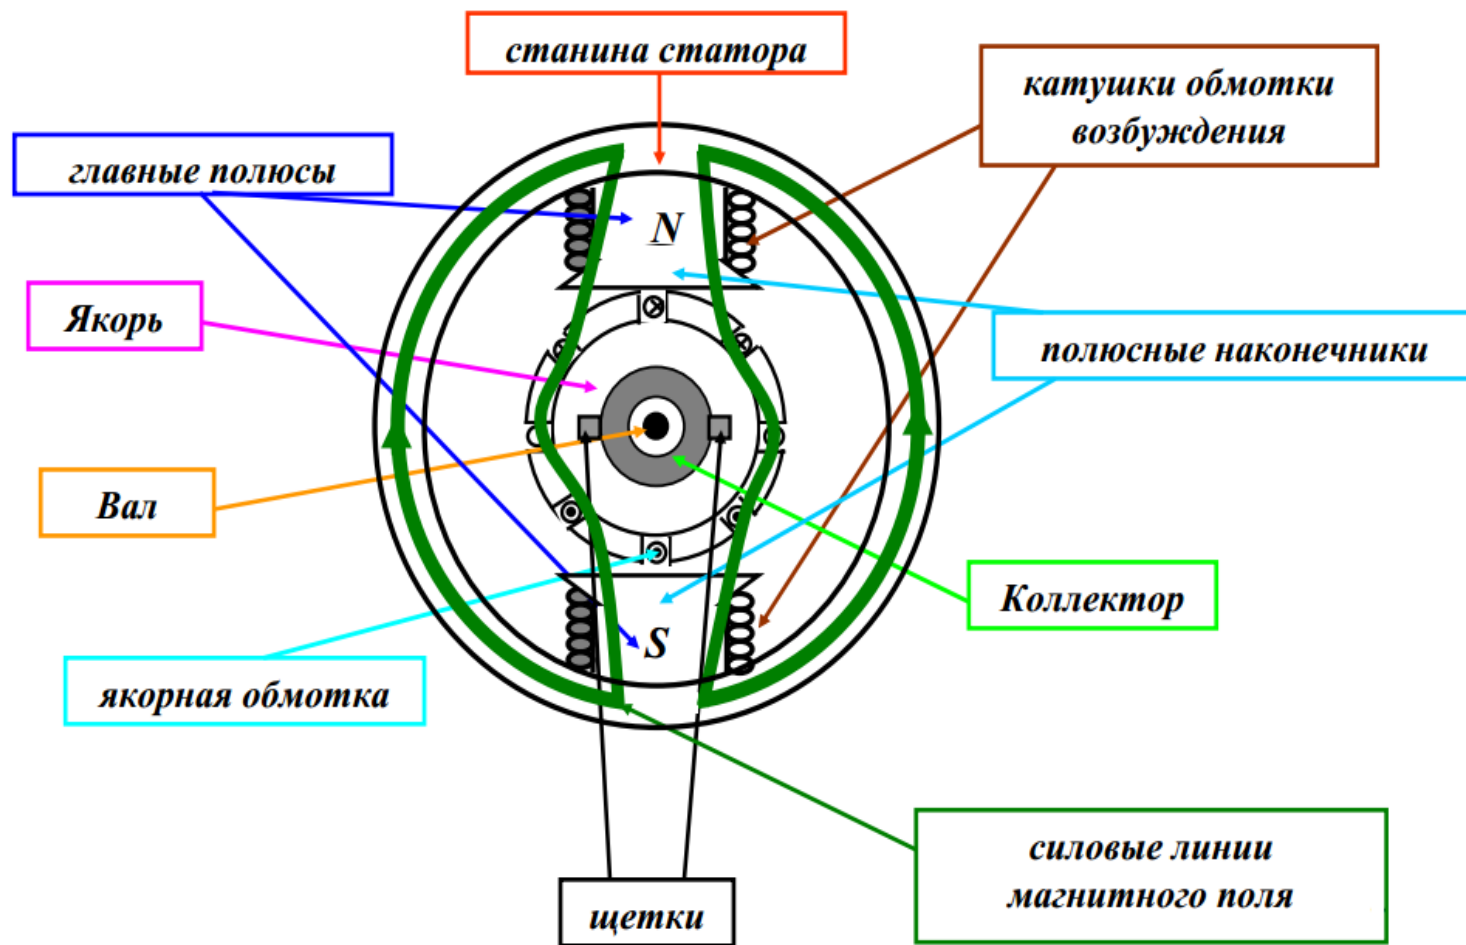 станина статора
катушки обмотки
возбуждения
главные полюсы
N
Якорь
полюсные наконечники
Вал
Коллектор
S
якорная обмотка
силовые линии
магнитного поля
щетки